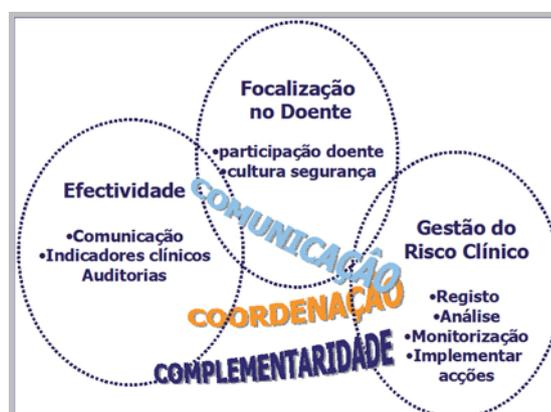 Focalização
no Doente
•participação doente
•cultura segurança
Efectividade
•Comunicação
•Indicadores clínicos
Auditorias
Gestão do
Risco Clínico
•Registo
•Análise
•Monitorização
•Implementar
acções
COMUNICAÇÃO
COORDENAÇÃO
COMPLEMENTARIDADE